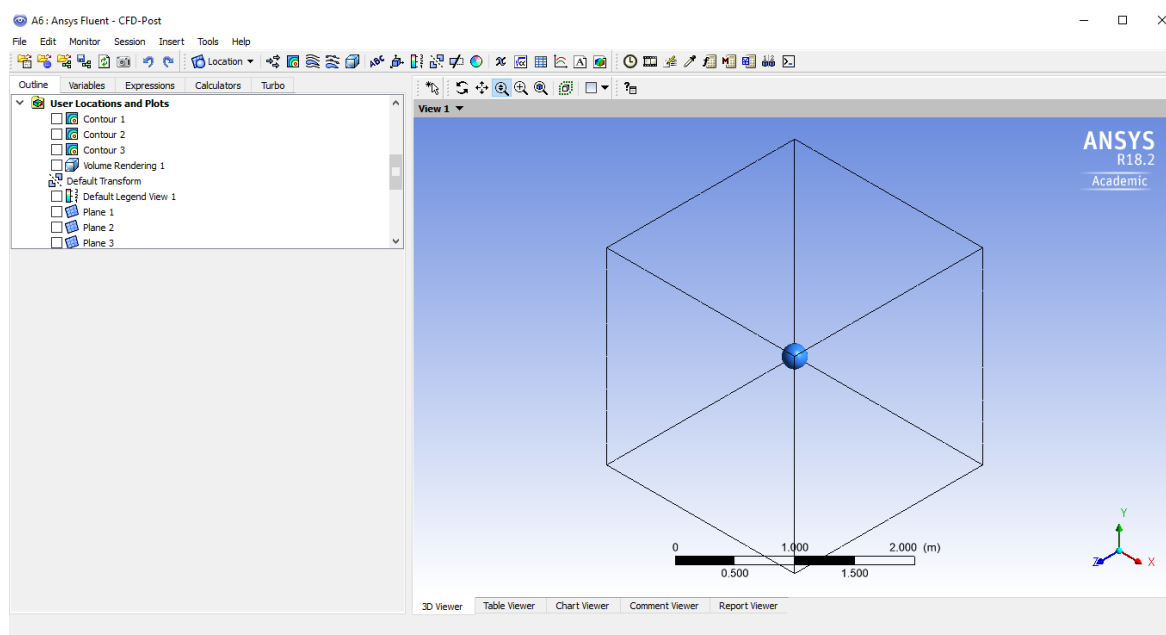 A6 : Ansys Fluent - CFD-Post
File Edit Monitor Session Insert Tools Help
Location
Outline Variables Expressions Calculators Turbo
User Locations and Plots
Contour 1
Contour 2
Contour 3
Volume Rendering 1
Default Transform
Default Legend View 1
Plane 1
Plane 2
Plane 3
View 1
ANSYS
R18.2
Academic
0 1.000 2.000 (m)
0.500 1.500
Y
Z X
3D Viewer Table Viewer Chart Viewer Comment Viewer Report Viewer